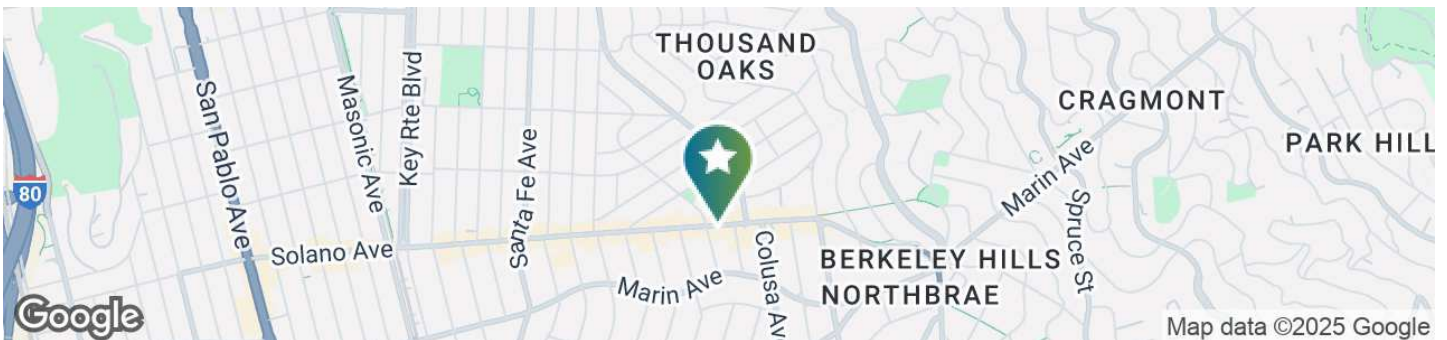 THOUSAND
OAKS
CRAGMONT
PARK HILL
San Pablo Ave
Masonic Ave
Key Rte Blvd
Santa Fe Ave
80
Solano Ave
Marin Ave
Colusa Av
Marin Ave
Spruce St
BERKELEY HILLS
NORTHBRAE
Google
Map data ©2025 Google